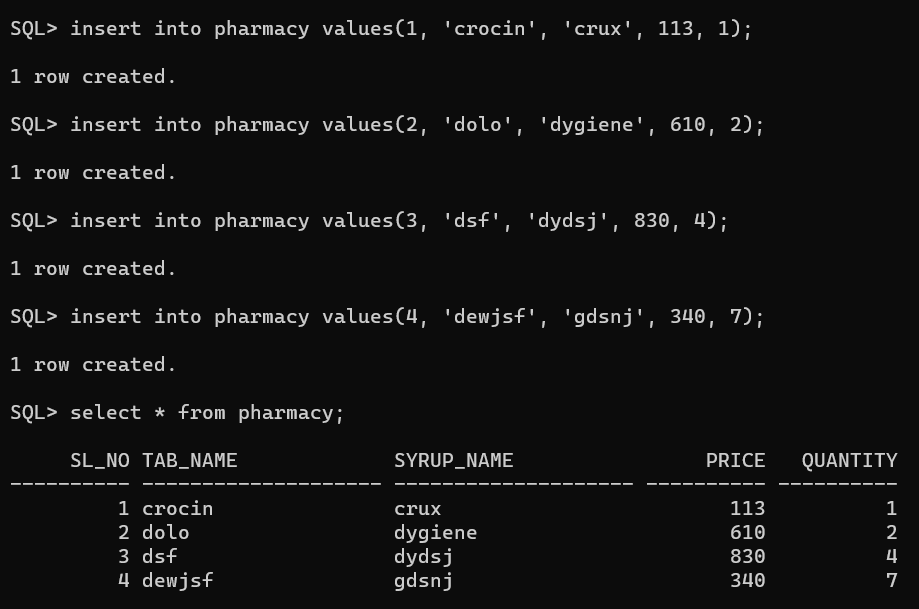 SQL> insert into pharmacy values(1, 'crocin', 'crux', 113, 1);
1 row created.
SQL> insert into pharmacy values(2, 'dolo', 'dygiene', 610, 2);
1 row created.
SQL> insert into pharmacy values(3, 'dsf', 'dydsj', 830, 4);
1 row created.
SQL> insert into pharmacy values(4, 'dewjsf', 'gdsnj', 340, 7);
1 row created.
SQL> select * from pharmacy;
     SL_NO TAB_NAME             SYRUP_NAME                PRICE   QUANTITY
---------- -------------------- -------------------- ---------- ----------
         1 crocin               crux                        113          1
         2 dolo                 dygiene                     610          2
         3 dsf                  dydsj                       830          4
         4 dewjsf               gdsnj                       340          7